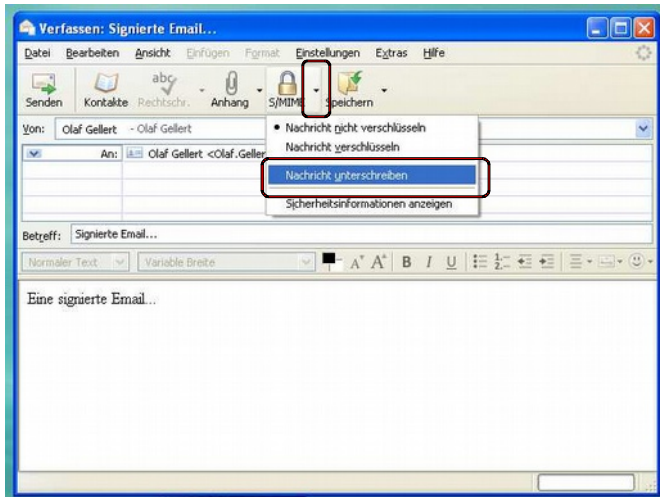 Verfassen: Signierte Email...
Datei Bearbeiten Ansicht Einfügen Format Einstellungen Extras Hilfe
Senden Kontakte Rechtschr. Anhang S/MIME Speichern
Von: Olaf Gellert - Olaf Gellert
• Nachricht nicht verschlüsseln
Nachricht verschlüsseln
An: Olaf Gellert <Olaf.Geller
Nachricht unterschreiben
Sicherheitsinformationen anzeigen
Betreff: Signierte Email...
Normaler Text Variable Breite A A B I U
Eine signierte Email...